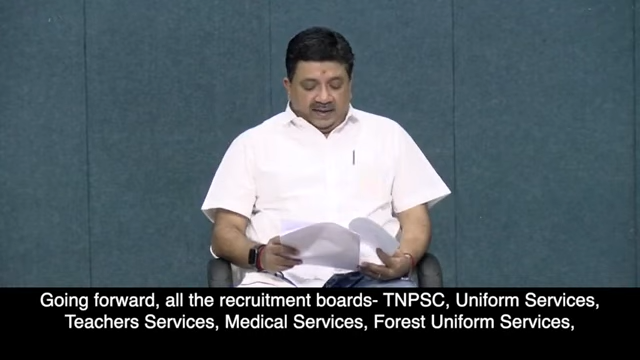 Going forward, all the recruitment boards- TNPSC, Uniform Services,
Teachers Services, Medical Services, Forest Uniform Services,